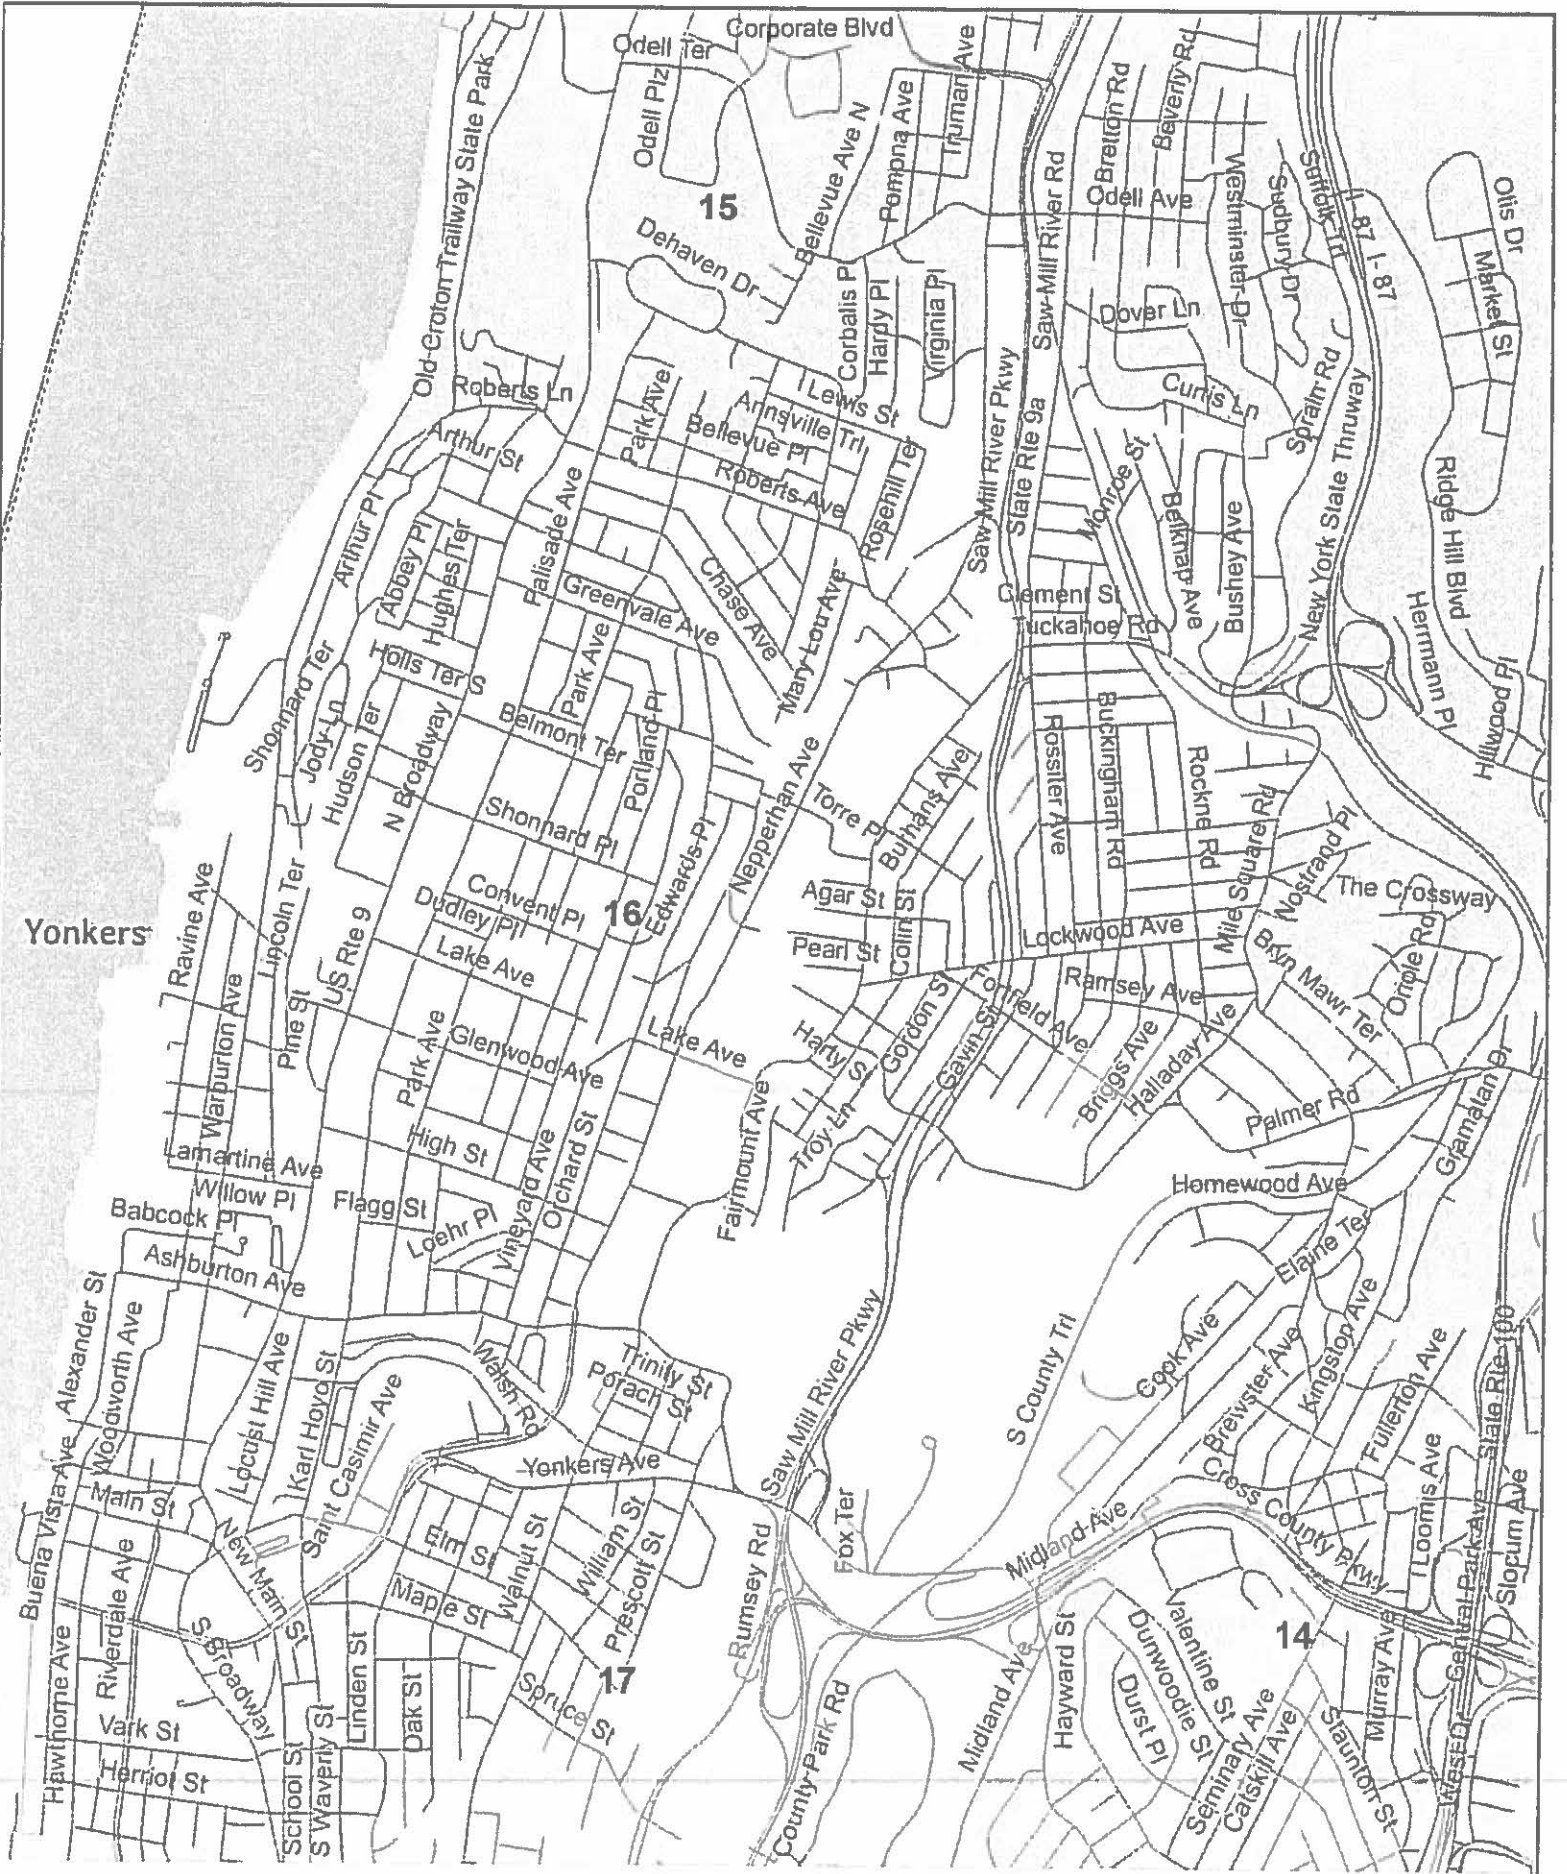 Corporate Blvd
Odell Ter
Odell Plz
Old Croton Trailway State Park
15
Bellevue Ave N
Pomona Ave
Truman Ave
Saw Mill River Rd
Bretton Rd
Beverly Rd
Odell Ave
Westminster Dr
Sudbury Dr
Suffolk Trl
I-87 I-87
Otis Dr
Market St
Dehaven Dr
Corbalis Pl
Hardy Pl
Virginia Pl
Dover Ln
Curtis Ln
Sprain Rd
Roberts Ln
Park Ave
Lewis St
Annsville Trl
Bellevue Pl
Roberts Ave
Rosehill Ter
Saw Mill River Pkwy
State Rte 9a
Monroe St
Belknap Ave
Bushey Ave
New York State Thruway
Ridge Hill Blvd
Arthur St
Arthur Pl
Abbey Pl
Hughes Ter
Palisade Ave
Greenvale Ave
Chase Ave
Mary Lou Ave
Clement St
Tuckahoe Rd
Herrmann Pl
Hillwood Pl
Shonnard Ter
Jody Ln
Hudson Ter
Holls Ter S
N Broadway
Park Ave
Belmont Ter
Portland Pl
Shonnard Pl
Edwards Pl
Nepperhan Ave
Torre Pl
Buthans Ave
Rossiter Ave
Buckingham Rd
Rockne Rd
Mile Square Rd
Nostrand Pl
The Crossway
Yonkers
Ravine Ave
Lincoln Ter
US Rte 9
Convent Pl
Dudley Pl
16
Lake Ave
Agar St
Colin St
Pearl St
Lockwood Ave
Bryn Mawr Ter
Oriole Rd
Warburton Ave
Pine St
Park Ave
Glenwood Ave
Lake Ave
Harty S
Gordon St
Gavin St
Fortfield Ave
Ramsey Ave
Briggs Ave
Halladay Ave
Palmer Rd
Gramatan Dr
Lamartine Ave
High St
Vineyard Ave
Orchard St
Fairmount Ave
Troy Ln
Homewood Ave
Willow Pl
Babcock Pl
Flagg St
Loehr Pl
Ashburton Ave
Elaine Ter
Alexander St
Woodworth Ave
Locust Hill Ave
Karl Hoyo St
Saint Casimir Ave
Walsh Rd
Trinity St
Porach St
Saw Mill River Pkwy
S County Trl
Cook Ave
Brewster Ave
Kingston Ave
Fullerton Ave
State Rte 100
Yonkers Ave
Main St
Buena Vista Ave
New Main St
Elm St
Walnut St
William St
Prescott St
Maple St
Rumsey Rd
Fox Ter
Midland Ave
Cross County Pkwy
I Loomis Ave
Central Park Ave
Slocum Ave
Hawthorne Ave
Riverdale Ave
S Broadway
Linden St
Oak St
Spruce St
17
County Park Rd
Midland Ave
Hayward St
Dunwoodie St
Valentine St
14
Durst Pl
Seminary Ave
Catskill Ave
Staunton St
Murray Ave
West Dr
Vark St
Herriot St
School St
S Waverly St